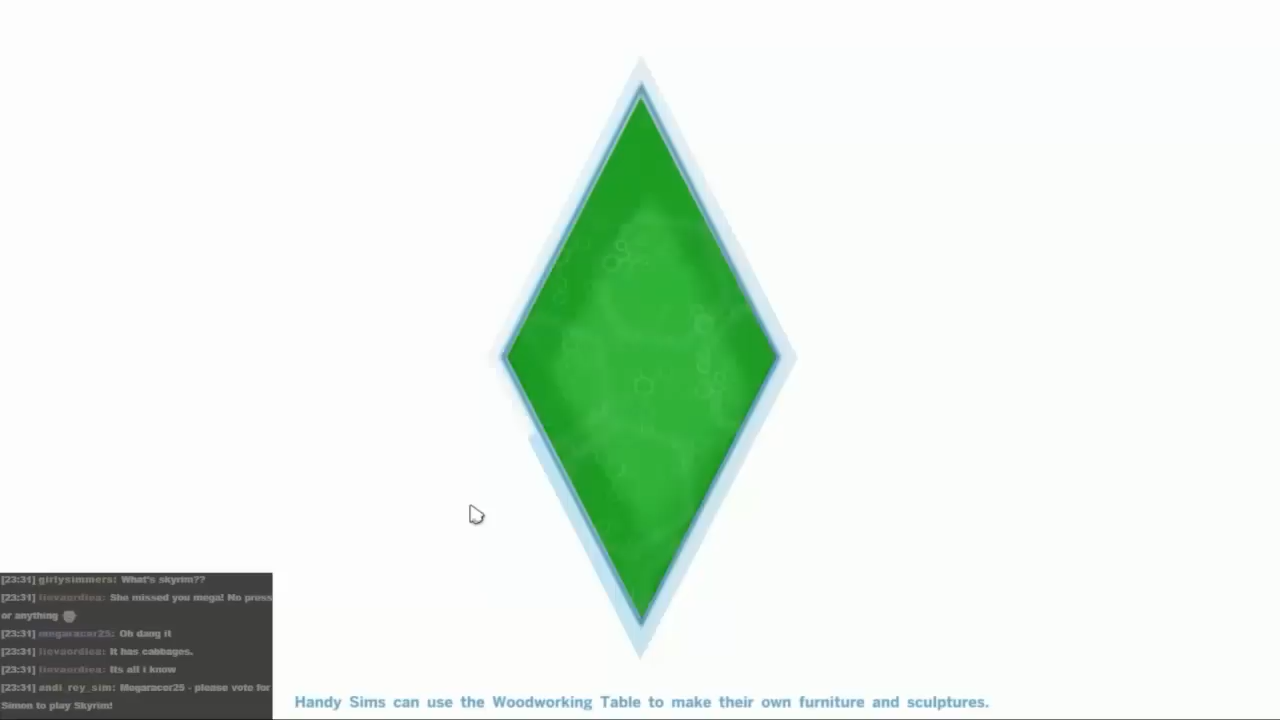 [23:31] girlysimmers: What's skyrim??
[23:31] She missed you mega! No press
or anything
[23:31] megaracer25: Oh dang it
[23:31] It has cabbages.
[23:31] Its all i know
[23:31] andi_rey_sim: Megaracer25 - please vote for
Simon to play Skyrim!
Handy Sims can use the Woodworking Table to make their own furniture and sculptures.